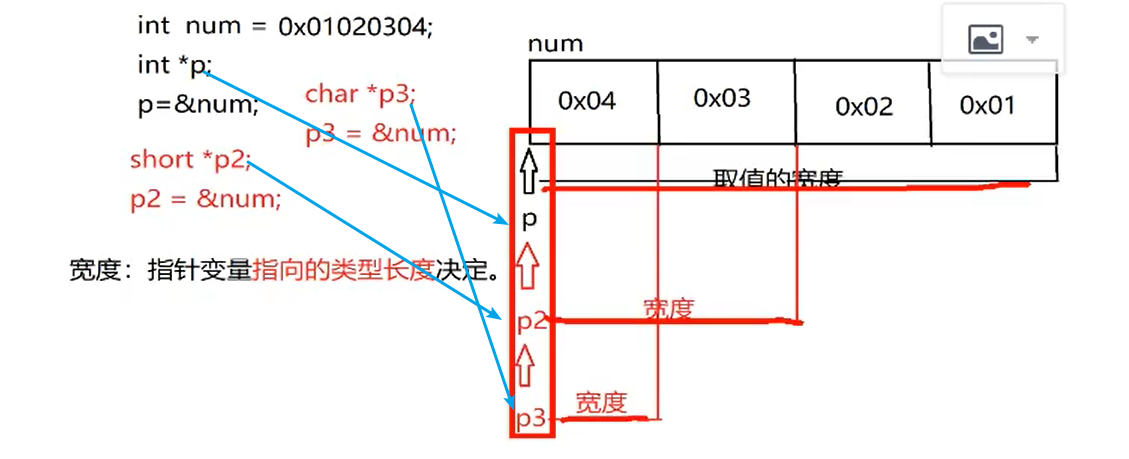 int num = 0x01020304;
int *p;
p=&num;
char *p3;
p3 = &num;
short *p2;
p2 = &num;
宽度：指针变量指向的类型长度决定。
num
0x04 0x03 0x02 0x01
取值的宽度
p
p2 宽度
p3 宽度